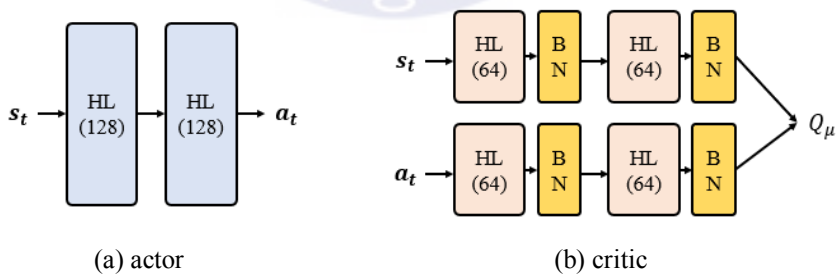 s_t
HL
(128)
HL
(128)
a_t
(a) actor
s_t
HL
(64)
B
N
HL
(64)
B
N
a_t
HL
(64)
B
N
HL
(64)
B
N
Q_μ
(b) critic